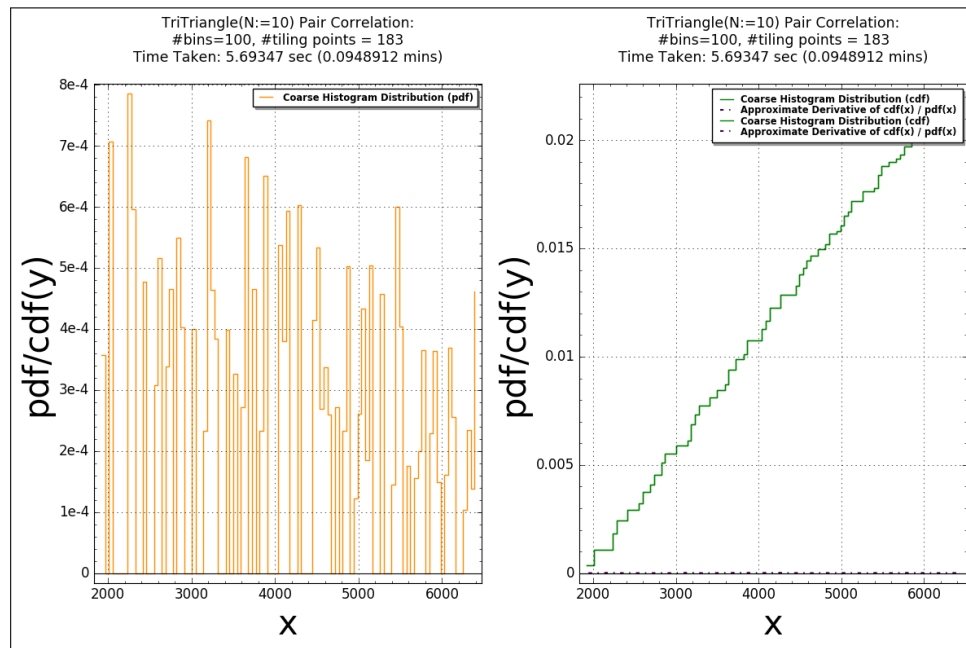 TriTriangle(N:=10) Pair Correlation:
#bins=100, #tiling points = 183
Time Taken: 5.69347 sec (0.0948912 mins)
8e-4
7e-4
6e-4
5e-4
4e-4
3e-4
2e-4
1e-4
0
pdf/cdf(y)
Coarse Histogram Distribution (pdf)
2000
3000
4000
5000
6000
x
TriTriangle(N:=10) Pair Correlation:
#bins=100, #tiling points = 183
Time Taken: 5.69347 sec (0.0948912 mins)
Coarse Histogram Distribution (cdf)
Approximate Derivative of cdf(x) / pdf(x)
Coarse Histogram Distribution (cdf)
Approximate Derivative of cdf(x) / pdf(x)
0.02
0.015
0.01
0.005
0
pdf/cdf(y)
2000
3000
4000
5000
6000
x